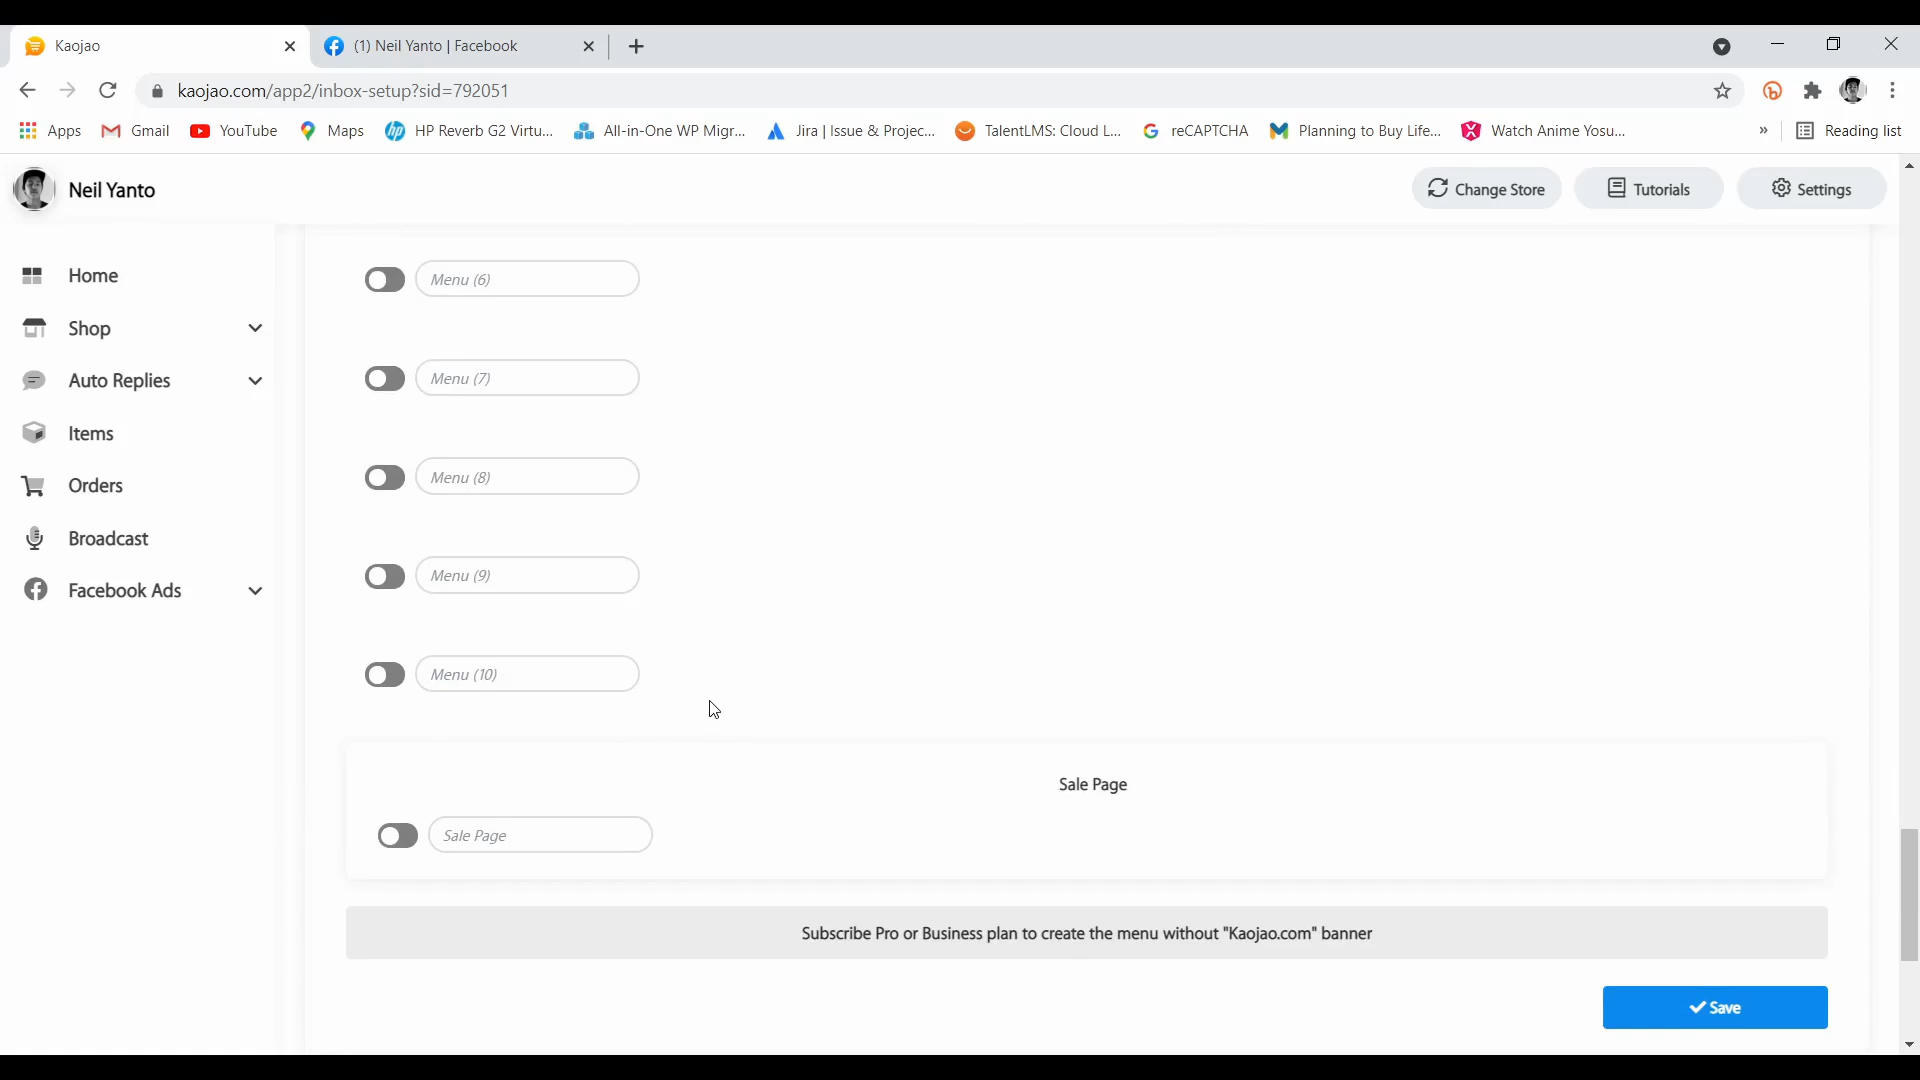 Kaojao
(1) Neil Yanto | Facebook
kaojao.com/app2/inbox-setup?sid=792051
Apps
Gmail
YouTube
Maps
HP Reverb G2 Virtu...
All-in-One WP Migr...
Jira | Issue & Projec...
TalentLMS: Cloud L...
reCAPTCHA
Planning to Buy Life...
Watch Anime Yosu...
»
Reading list
Neil Yanto
Change Store
Tutorials
Settings
Home
Shop
Auto Replies
Items
Orders
Broadcast
Facebook Ads
Menu (6)
Menu (7)
Menu (8)
Menu (9)
Menu (10)
Sale Page
Sale Page
Subscribe Pro or Business plan to create the menu without "Kaojao.com" banner
Save